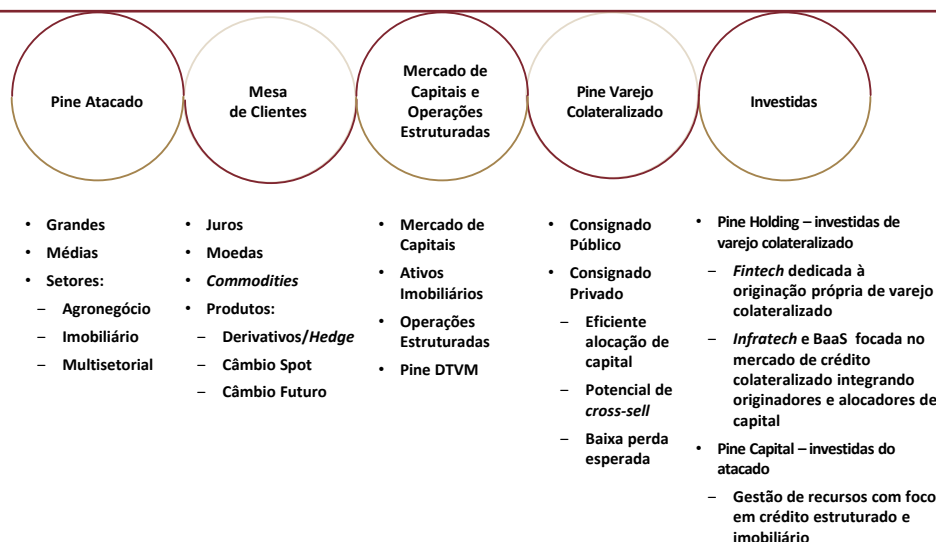 Pine Atacado
Mesa
de Clientes
Mercado de
Capitais e
Operações
Estruturadas
Pine Varejo
Colateralizado
Investidas
• Grandes
• Médias
• Setores:
– Agronegócio
– Imobiliário
– Multisetorial
• Juros
• Moedas
• Commodities
• Produtos:
– Derivativos/Hedge
– Câmbio Spot
– Câmbio Futuro
• Mercado de
Capitais
• Ativos
Imobiliários
• Operações
Estruturadas
• Pine DTVM
• Consignado
Público
• Consignado
Privado
– Eficiente
alocação de
capital
– Potencial de
cross-sell
– Baixa perda
esperada
• Pine Holding – investidas de
varejo colateralizado
– Fintech dedicada à
originação própria de varejo
colateralizado
– Infratech e BaaS focada no
mercado de crédito
colateralizado integrando
originadores e alocadores de
capital
• Pine Capital – investidas do
atacado
– Gestão de recursos com foco
em crédito estruturado e
imobiliário